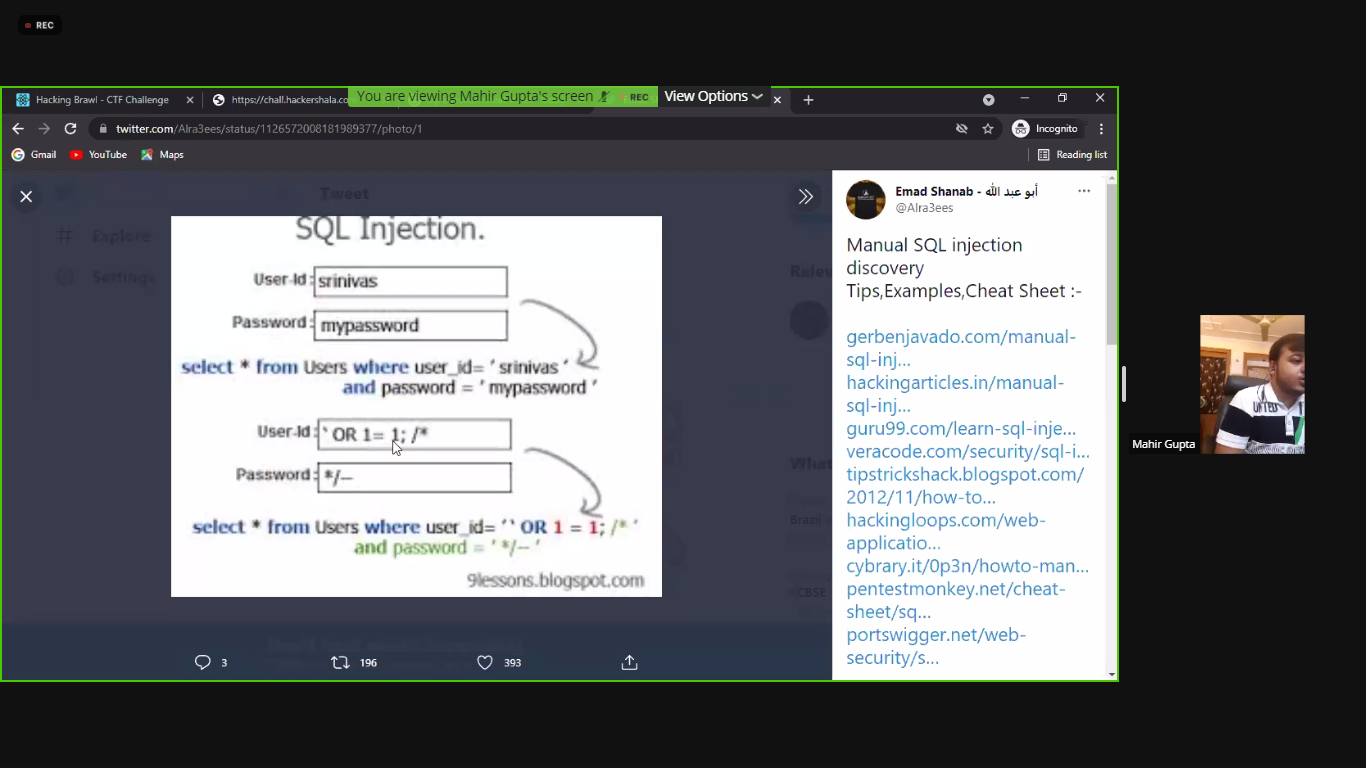 REC
Hacking Brawl - CTF Challenge
https://chall.hackershala.co
You are viewing Mahir Gupta's screen
REC
View Options
twitter.com/Alra3ees/status/1126572008181989377/photo/1
Incognito
Gmail
YouTube
Maps
Reading list
Tweet
Explore
Settings
SQL Injection.
User-Id: srinivas
Password: mypassword
select * from Users where user_id= ' srinivas '
and password = ' mypassword '
User-Id: ` OR 1= 1; /*
Password: */--
select * from Users where user_id= '` OR 1 = 1; /* '
and password = ' */-- '
9lessons.blogspot.com
3
196
393
Emad Shanab - أبو عبد الله
@Alra3ees
Manual SQL injection
discovery
Tips,Examples,Cheat Sheet :-
gerbenjavado.com/manual-
sql-inj...
hackingarticles.in/manual-
sql-inj...
guru99.com/learn-sql-inje...
veracode.com/security/sql-i...
tipstrickshack.blogspot.com/
2012/11/how-to...
hackingloops.com/web-
applicatio...
cybrary.it/0p3n/howto-man...
pentestmonkey.net/cheat-
sheet/sq...
portswigger.net/web-
security/s...
Mahir Gupta